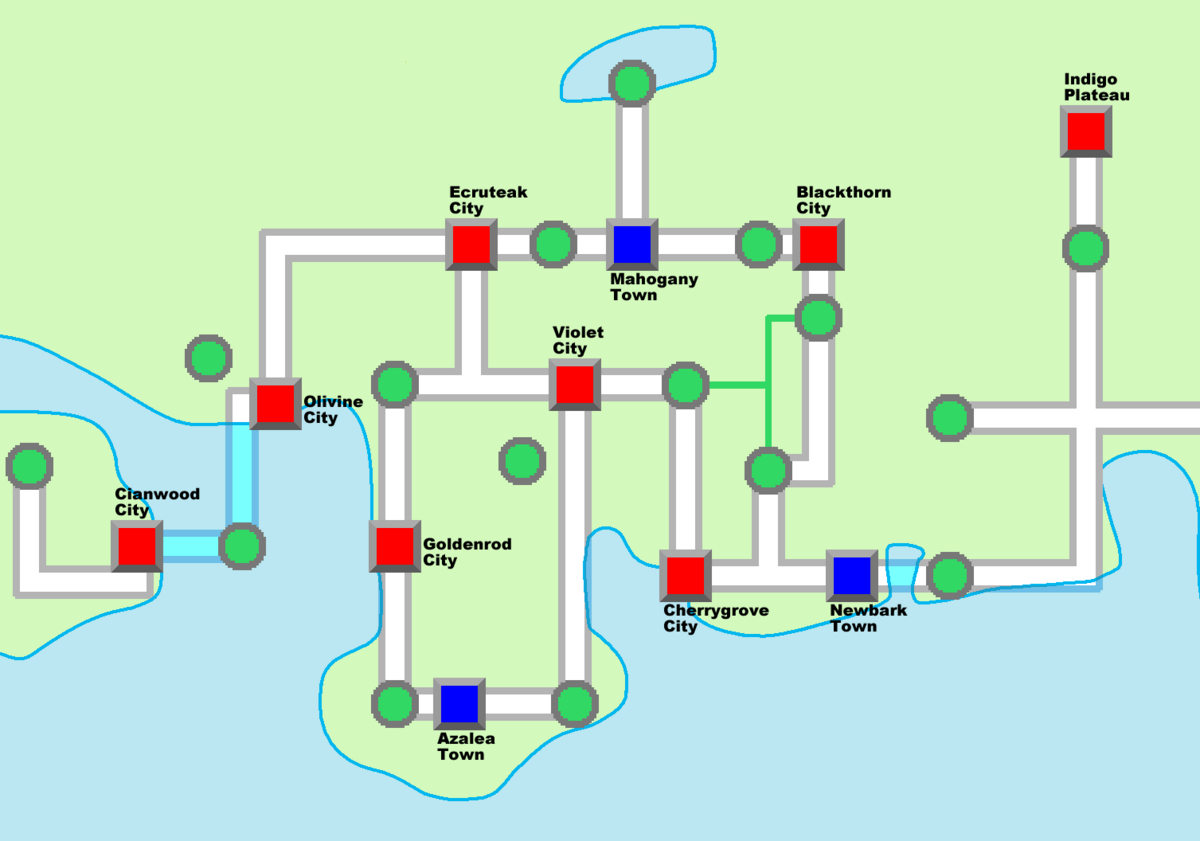 Indigo
Plateau
Ecruteak
City
Blackthorn
City
Mahogany
Town
Violet
City
Olivine
City
Cianwood
City
Goldenrod
City
Cherrygrove
City
Newbark
Town
Azalea
Town